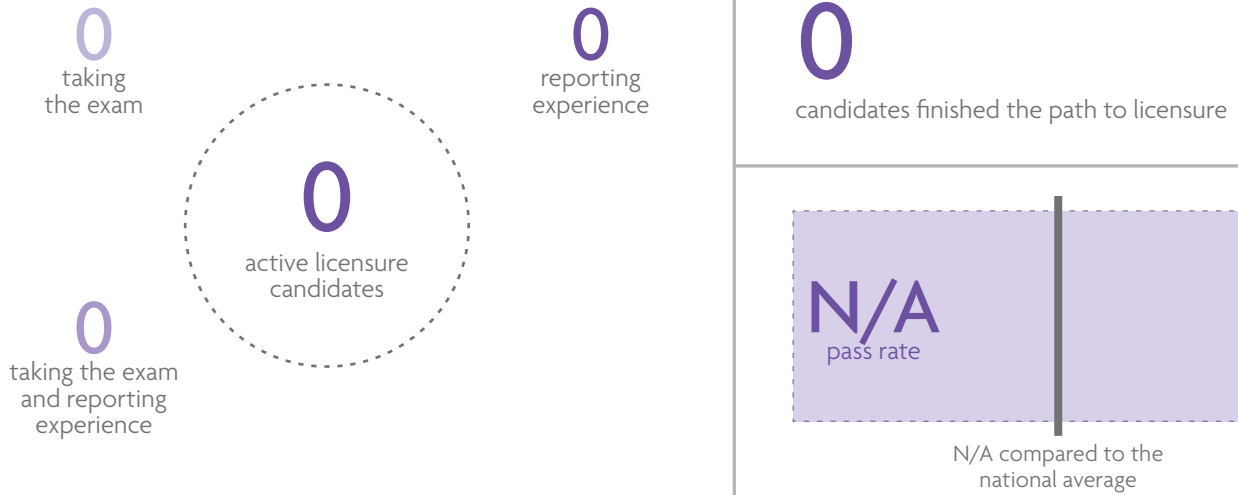 0
taking
the exam
0
reporting
experience
0
active licensure
candidates
0
taking the exam
and reporting
experience
0
candidates finished the path to licensure
N/A
pass rate
N/A compared to the
national average